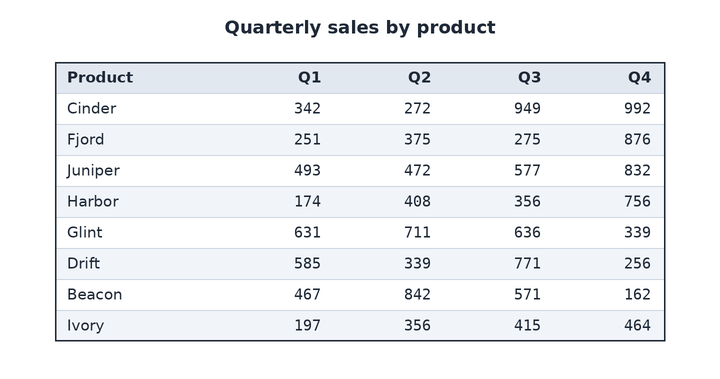 Quarterly sales by product
Product Q1 Q2 Q3 Q4
Cinder 342 272 949 992
Fjord 251 375 275 876
Juniper 493 472 577 832
Harbor 174 408 356 756
Glint 631 711 636 339
Drift 585 339 771 256
Beacon 467 842 571 162
Ivory 197 356 415 464